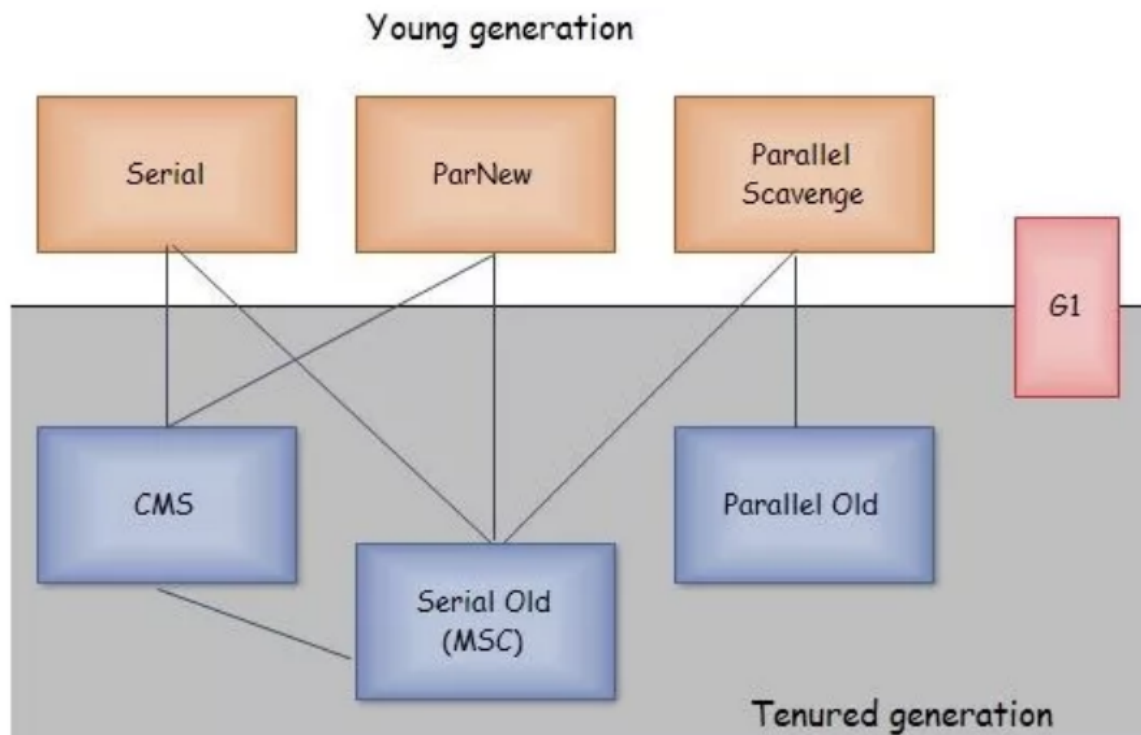 Young generation
Serial
ParNew
Parallel
Scavenge
G1
CMS
Parallel Old
Serial Old
(MSC)
Tenured generation